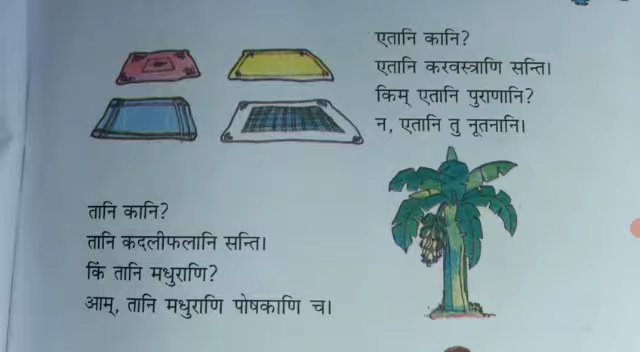 एतानि कानि?
एतानि करवस्त्राणि सन्ति।
किम् एतानि पुराणानि?
न, एतानि तु नूतनानि।
तानि कानि?
तानि कदलीफलानि सन्ति।
किं तानि मधुराणि?
आम्, तानि मधुराणि पोषकाणि च।